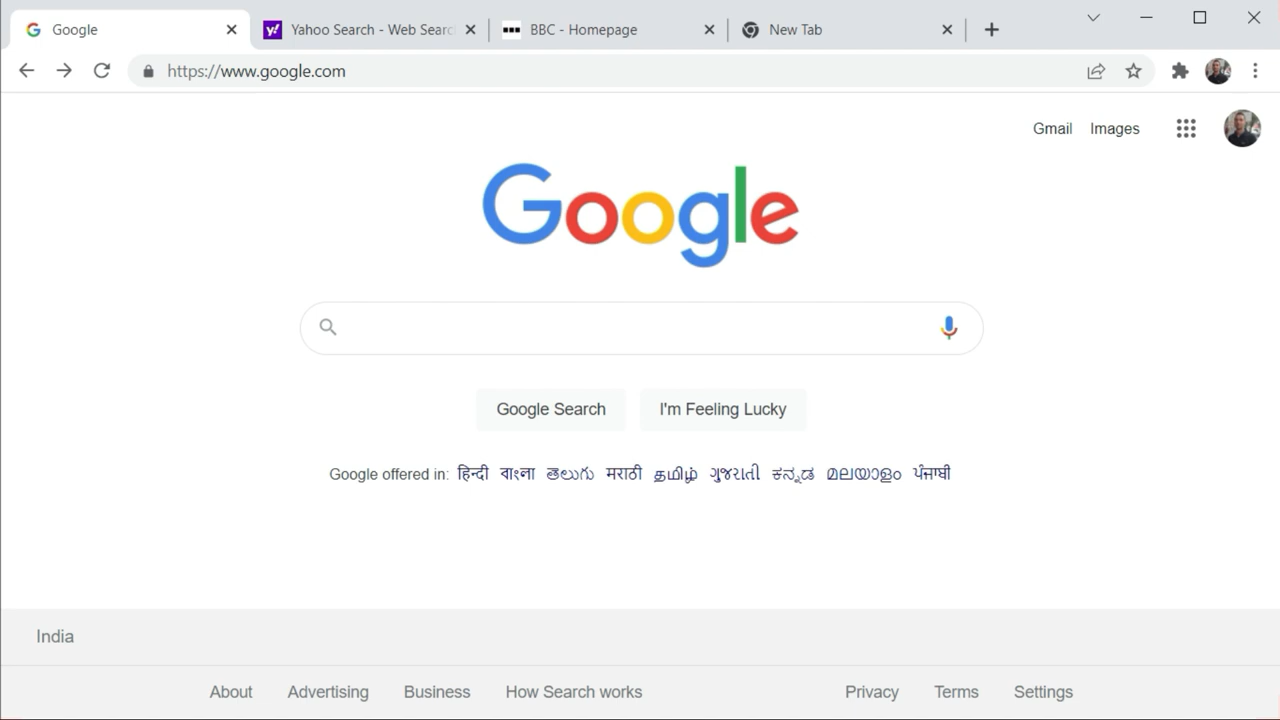 Google
Yahoo Search - Web Searc
BBC - Homepage
New Tab
https://www.google.com
Gmail Images
Google
Google Search I'm Feeling Lucky
Google offered in: हिन्दी বাংলা తెలుగు मराठी தமிழ் ગુજરાતી ಕನ್ನಡ മലയാളം ਪੰਜਾਬੀ
India
About Advertising Business How Search works Privacy Terms Settings